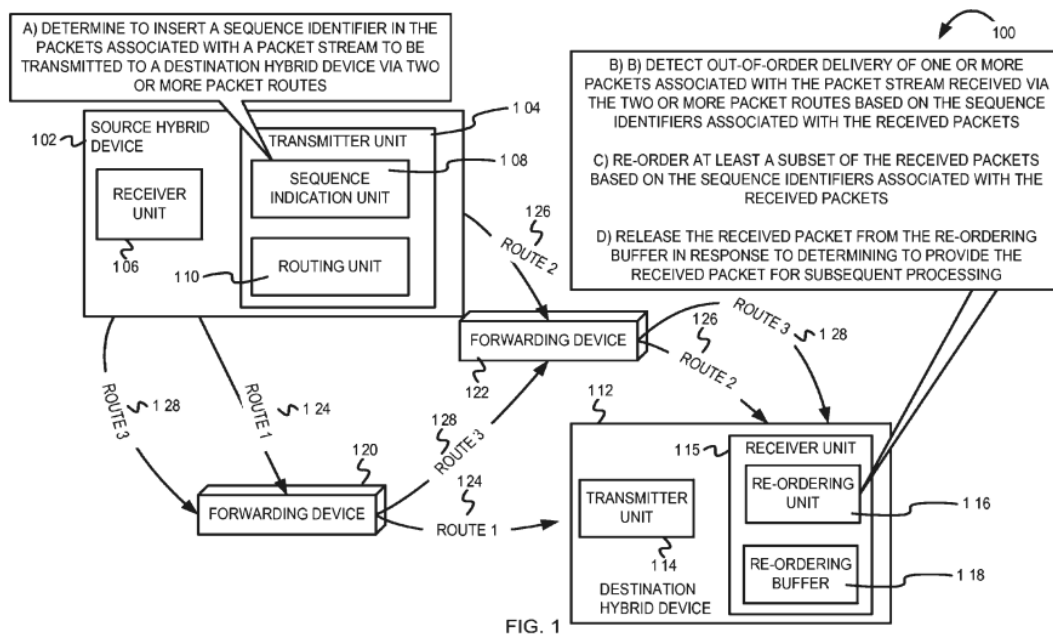 A) DETERMINE TO INSERT A SEQUENCE IDENTIFIER IN THE
PACKETS ASSOCIATED WITH A PACKET STREAM TO BE
TRANSMITTED TO A DESTINATION HYBRID DEVICE VIA TWO
OR MORE PACKET ROUTES
100
B) B) DETECT OUT-OF-ORDER DELIVERY OF ONE OR MORE
PACKETS ASSOCIATED WITH THE PACKET STREAM RECEIVED VIA
THE TWO OR MORE PACKET ROUTES BASED ON THE SEQUENCE
IDENTIFIERS ASSOCIATED WITH THE RECEIVED PACKETS
C) RE-ORDER AT LEAST A SUBSET OF THE RECEIVED PACKETS
BASED ON THE SEQUENCE IDENTIFIERS ASSOCIATED WITH THE
RECEIVED PACKETS
D) RELEASE THE RECEIVED PACKET FROM THE RE-ORDERING
BUFFER IN RESPONSE TO DETERMINING TO PROVIDE THE
RECEIVED PACKET FOR SUBSEQUENT PROCESSING
102
SOURCE HYBRID
DEVICE
104
TRANSMITTER UNIT
108
SEQUENCE
INDICATION UNIT
RECEIVER
UNIT
106
110
ROUTING UNIT
126
ROUTE 2
FORWARDING DEVICE
122
126
ROUTE 2
ROUTE 3
128
ROUTE 3
128
ROUTE 1
124
128
ROUTE 3
120
FORWARDING DEVICE
124
ROUTE 1
112
115
RECEIVER UNIT
RE-ORDERING
UNIT
116
TRANSMITTER
UNIT
114
RE-ORDERING
BUFFER
118
DESTINATION
HYBRID DEVICE
FIG. 1